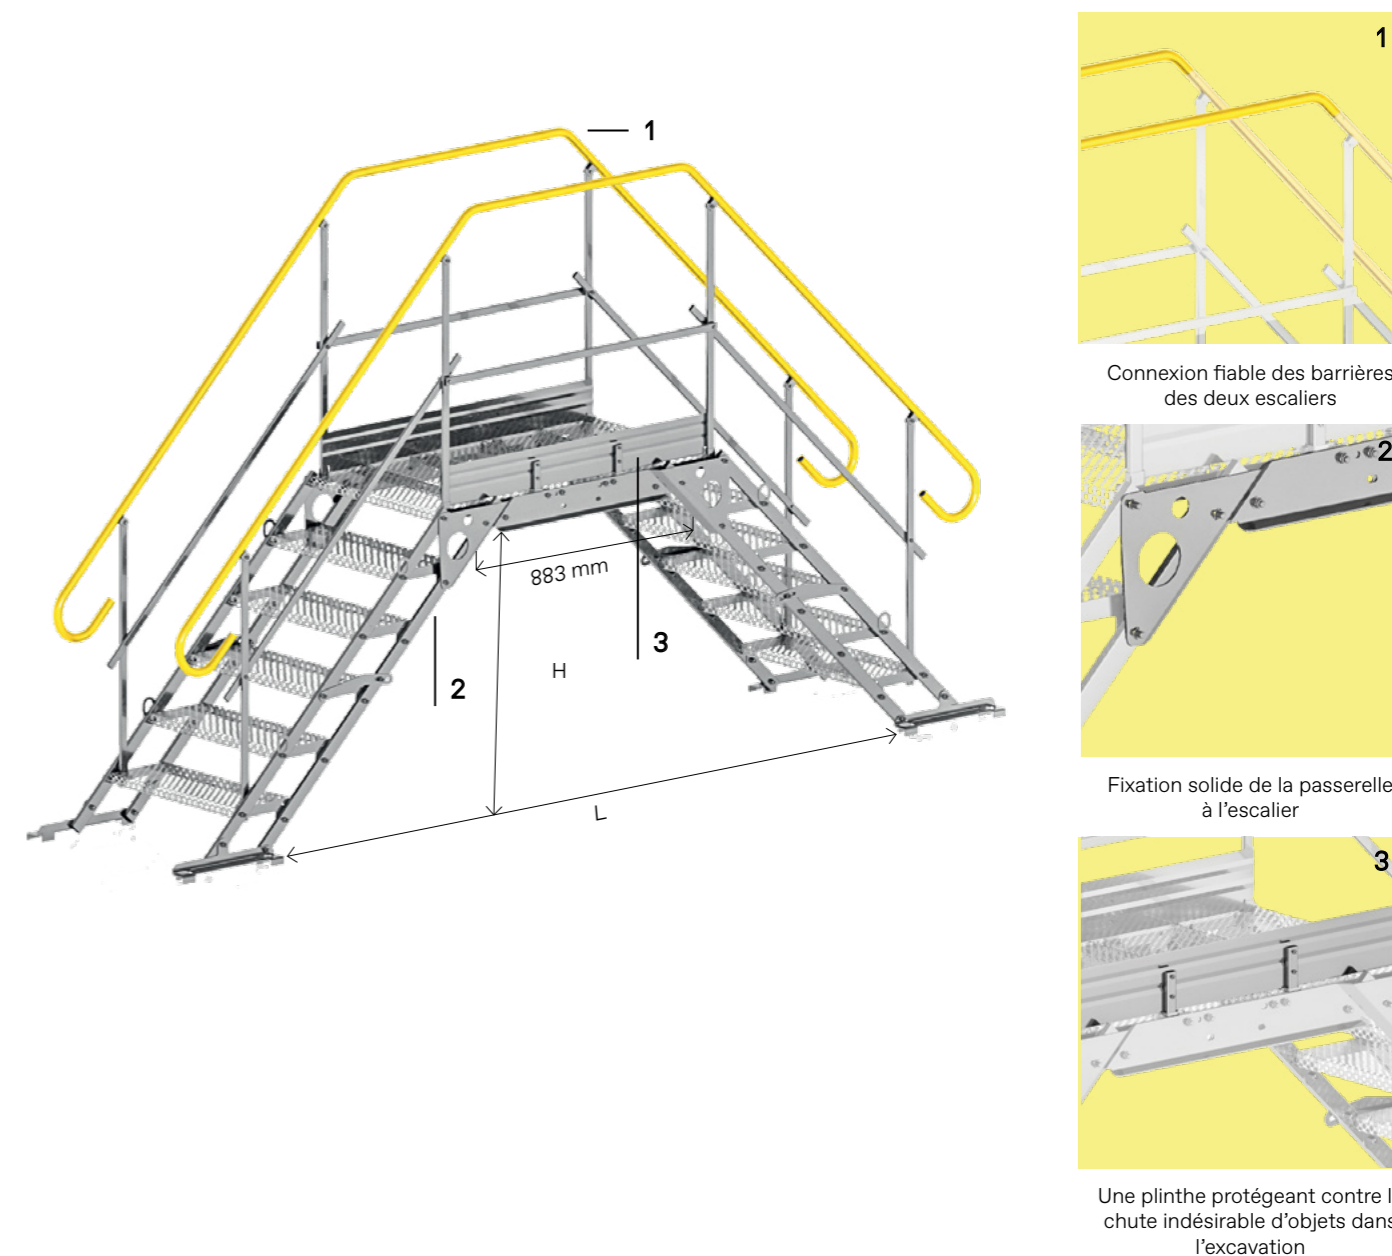 1
2
3
883 mm
H
L
1
Connexion fiable des barrières
des deux escaliers
2
Fixation solide de la passerelle
à l'escalier
3
Une plinthe protégeant contre l
chute indésirable d'objets dans
l'excavation